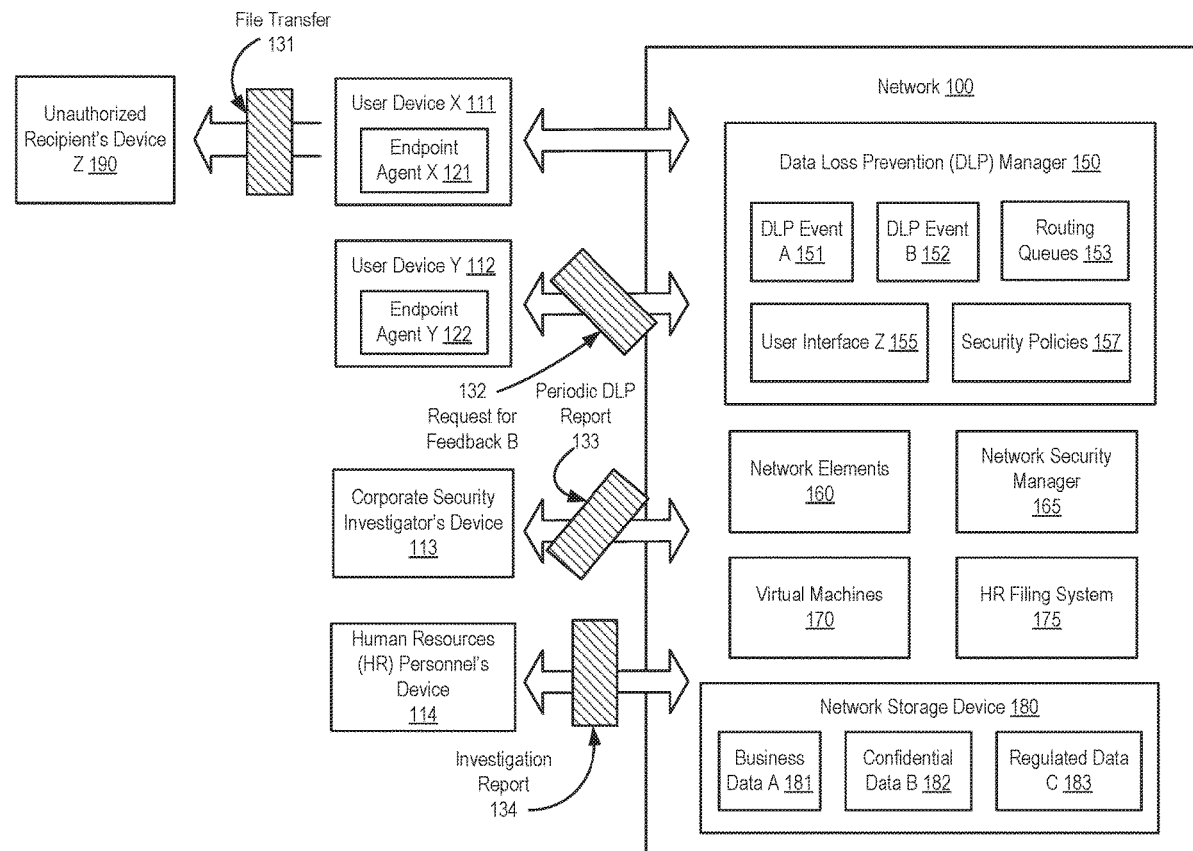 File Transfer
131
Unauthorized
Recipient's Device
Z 190
User Device X 111
Endpoint
Agent X 121
User Device Y 112
Endpoint
Agent Y 122
132
Request for
Feedback B
Periodic DLP
Report
133
Corporate Security
Investigator's Device
113
Human Resources
(HR) Personnel's
Device
114
Investigation
Report
134
Network 100
Data Loss Prevention (DLP) Manager 150
DLP Event
A 151
DLP Event
B 152
Routing
Queues 153
User Interface Z 155
Security Policies 157
Network Elements
160
Network Security
Manager
165
Virtual Machines
170
HR Filing System
175
Network Storage Device 180
Business
Data A 181
Confidential
Data B 182
Regulated Data
C 183